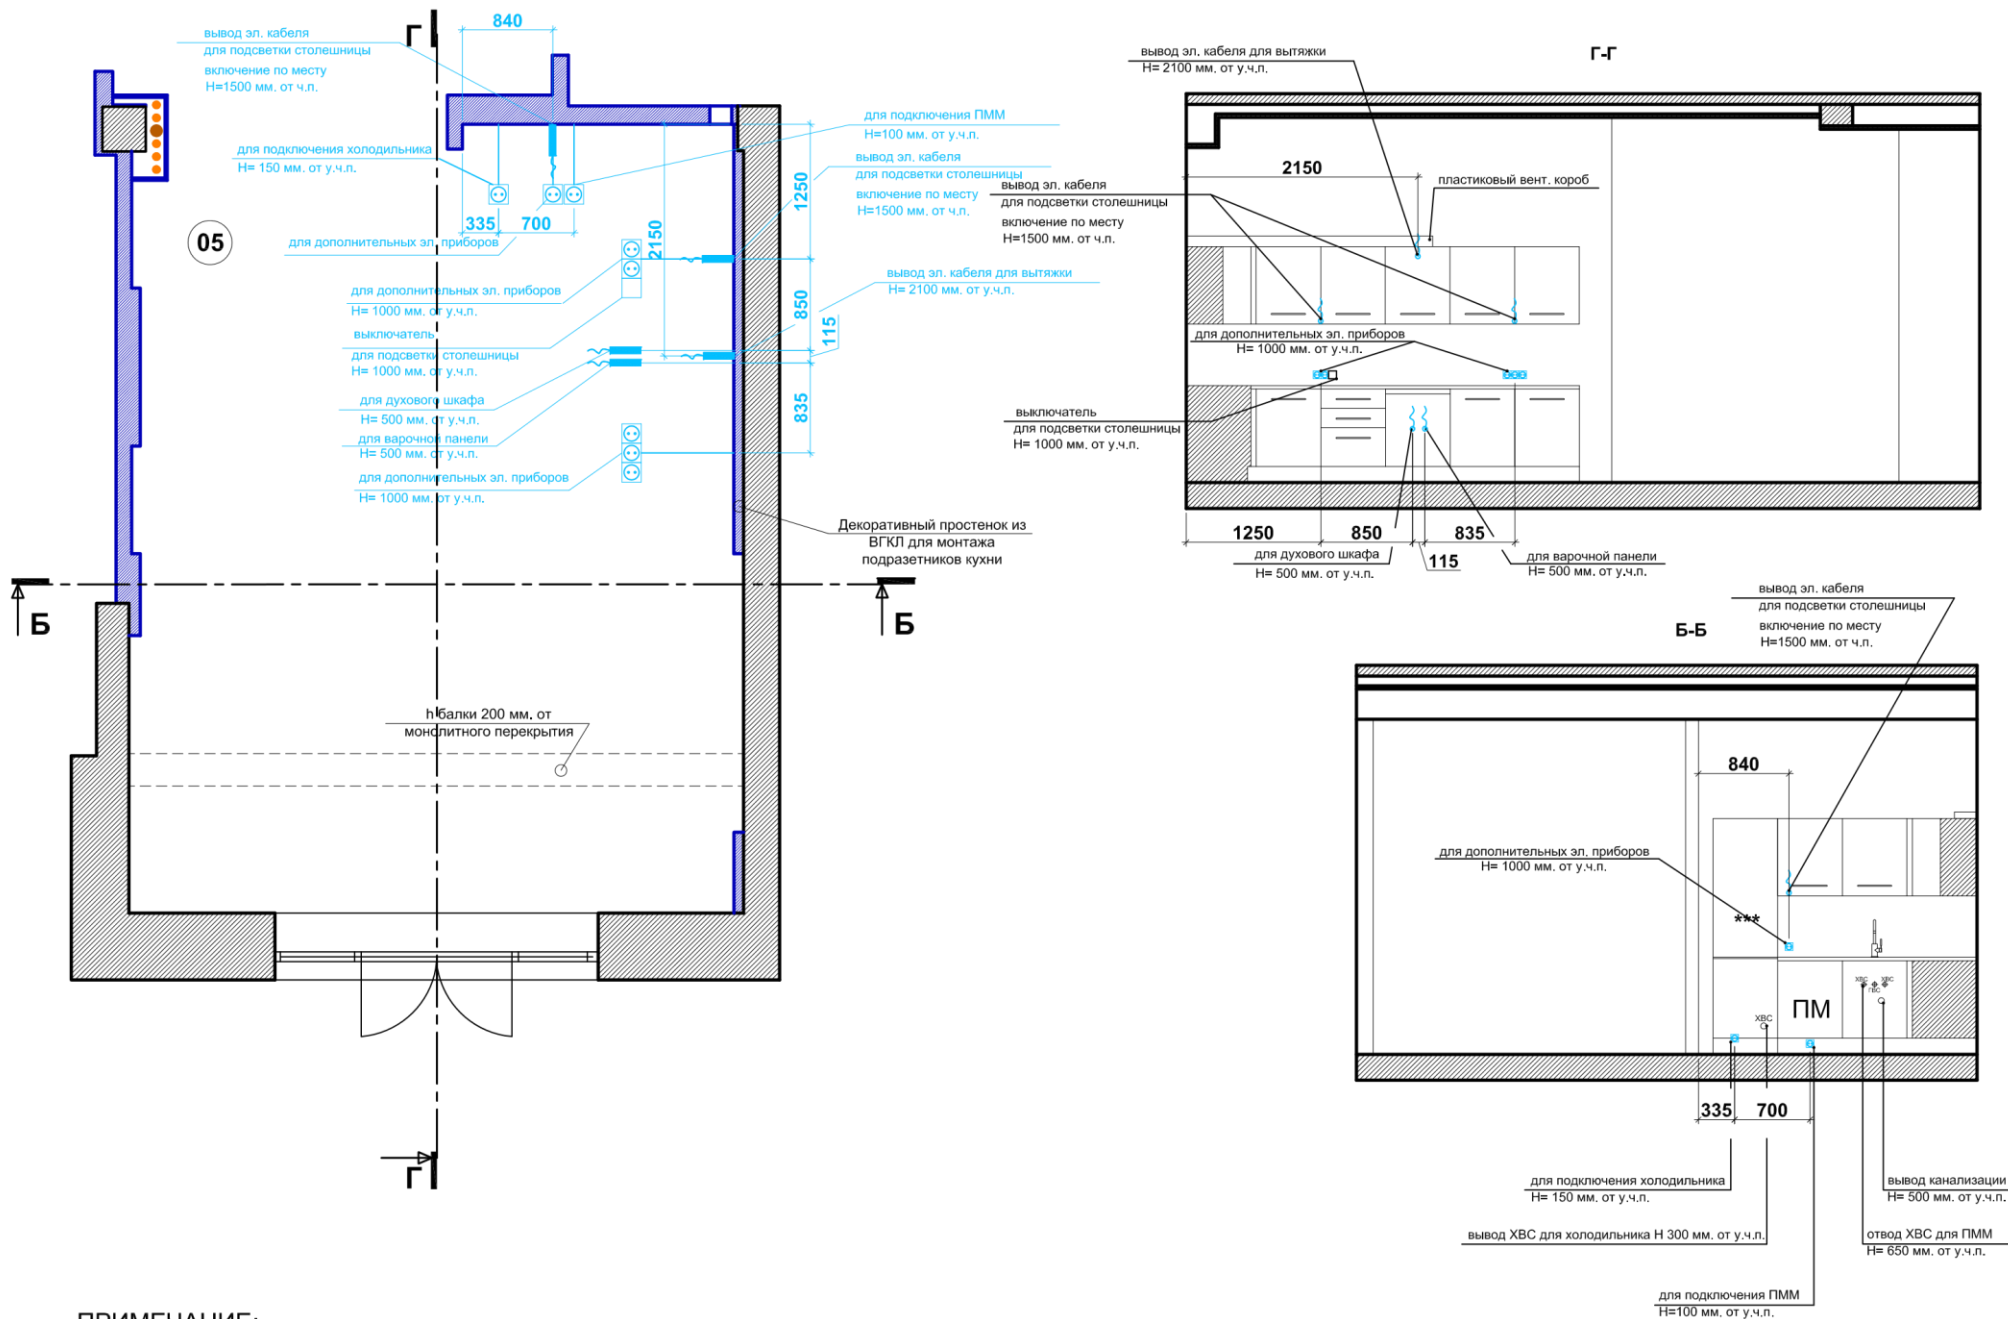 Г
840
вывод эл. кабеля
для подсветки столешницы
включение по месту
Н=1500 мм. от ч.п.
для подключения ПММ
Н=100 мм. от у.ч.п.
для подключения холодильника
Н= 150 мм. от у.ч.п.
вывод эл. кабеля
для подсветки столешницы
включение по месту
Н=1500 мм. от ч.п.
05
335
700
2150
1250
для дополнительных эл. приборов
вывод эл. кабеля для вытяжки
Н= 2100 мм. от у.ч.п.
для дополнительных эл. приборов
Н= 1000 мм. от у.ч.п.
850
115
выключатель
для подсветки столешницы
Н= 1000 мм. от у.ч.п.
для духового шкафа
Н= 500 мм. от у.ч.п.
835
для варочной панели
Н= 500 мм. от у.ч.п.
для дополнительных эл. приборов
Н= 1000 мм. от у.ч.п.
Декоративный простенок из
ВГКЛ для монтажа
подразетников кухни
Б
Б
h балки 200 мм. от
монолитного перекрытия
Г
ПРИМЕЧАНИЕ:
Г-Г
вывод эл. кабеля для вытяжки
Н= 2100 мм. от у.ч.п.
2150
пластиковый вент. короб
вывод эл. кабеля
для подсветки столешницы
включение по месту
Н=1500 мм. от ч.п.
для дополнительных эл. приборов
Н= 1000 мм. от у.ч.п.
выключатель
для подсветки столешницы
Н= 1000 мм. от у.ч.п.
1250
850
835
115
для духового шкафа
Н= 500 мм. от у.ч.п.
для варочной панели
Н= 500 мм. от у.ч.п.
Б-Б
вывод эл. кабеля
для подсветки столешницы
включение по месту
Н=1500 мм. от ч.п.
840
для дополнительных эл. приборов
Н= 1000 мм. от у.ч.п.
***
ХВС
ХВС
ГВС
ХВС
ПМ
335
700
для подключения холодильника
Н= 150 мм. от у.ч.п.
вывод канализации
Н= 500 мм. от у.ч.п.
вывод ХВС для холодильника Н 300 мм. от у.ч.п.
отвод ХВС для ПММ
Н= 650 мм. от у.ч.п.
для подключения ПММ
Н=100 мм. от у.ч.п.